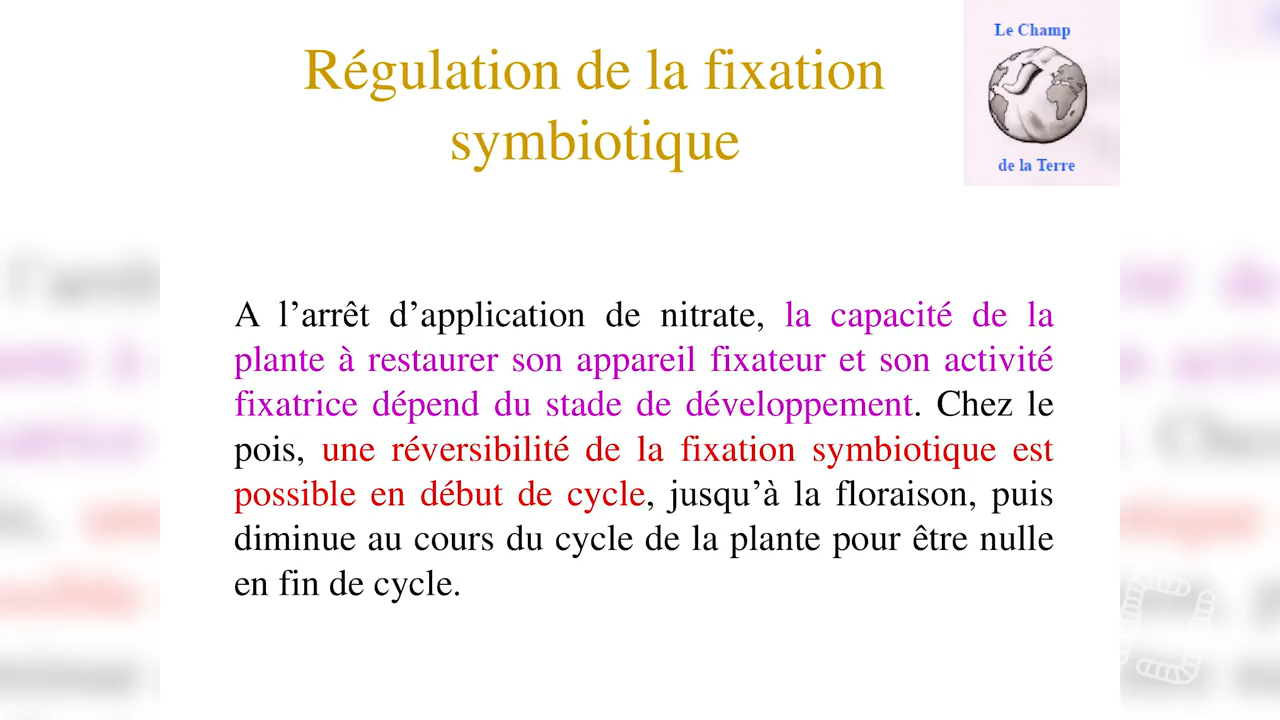 Régulation de la fixation
symbiotique
Le Champ
de la Terre
A l’arrêt d’application de nitrate, la capacité de la
plante à restaurer son appareil fixateur et son activité
fixatrice dépend du stade de développement. Chez le
pois, une réversibilité de la fixation symbiotique est
possible en début de cycle, jusqu’à la floraison, puis
diminue au cours du cycle de la plante pour être nulle
en fin de cycle.